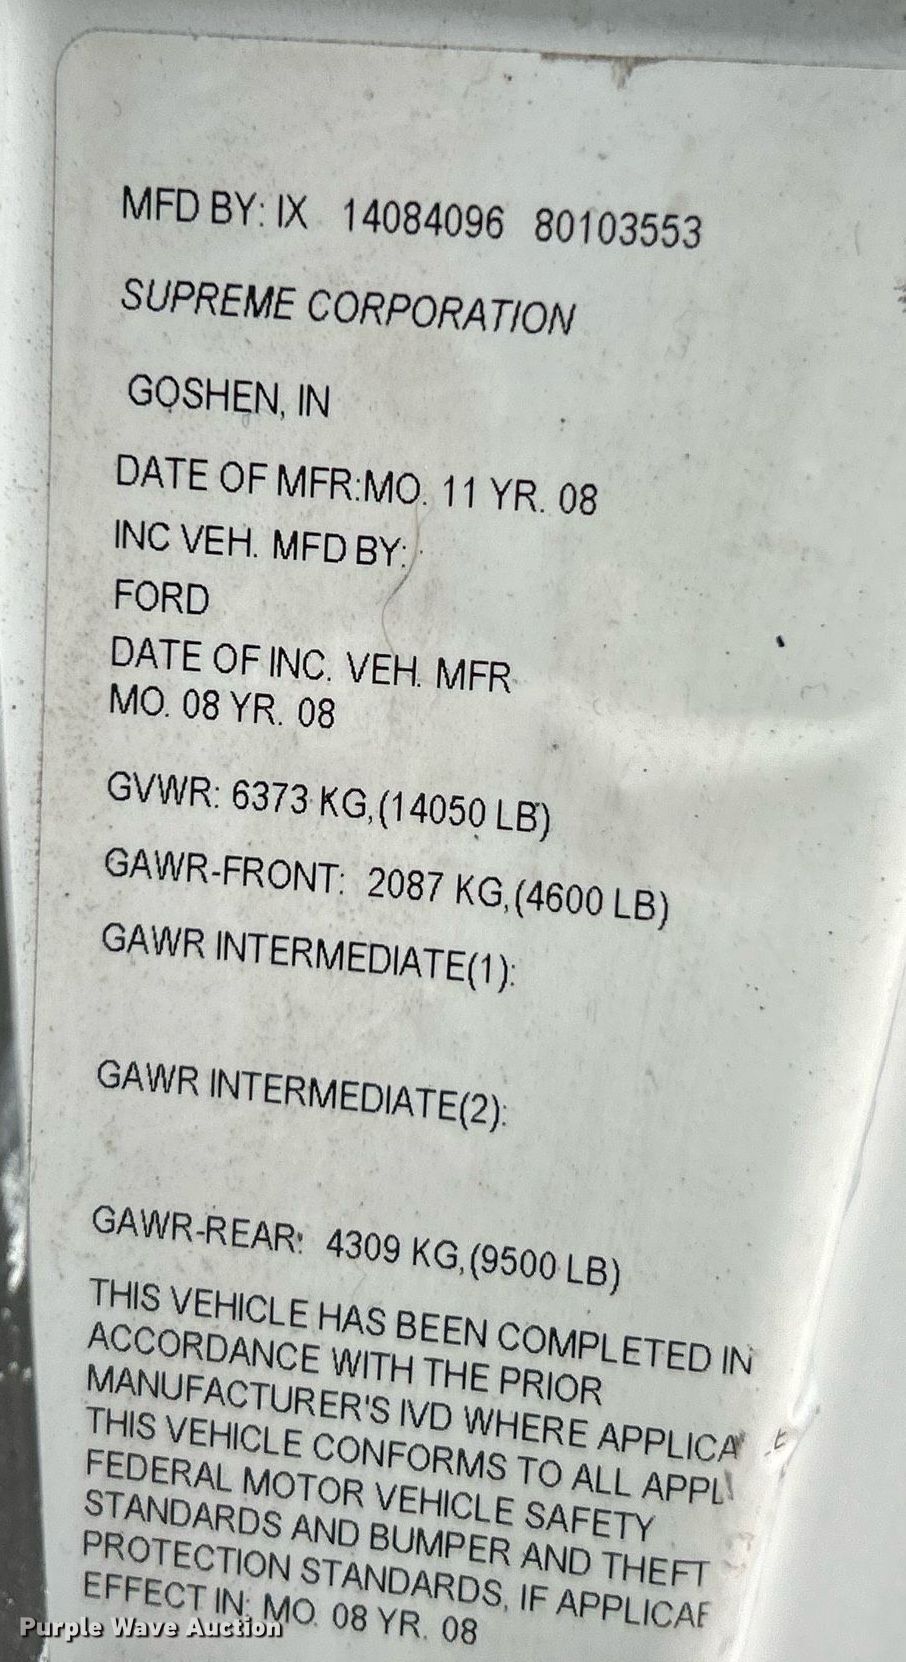 MFD BY: IX 14084096 80103553
SUPREME CORPORATION
GOSHEN, IN
DATE OF MFR:MO. 11 YR. 08
INC VEH. MFD BY:
FORD
DATE OF INC. VEH. MFR
MO. 08 YR. 08
GVWR: 6373 KG,(14050 LB)
GAWR-FRONT: 2087 KG,(4600 LB)
GAWR INTERMEDIATE(1):
GAWR INTERMEDIATE(2):
GAWR-REAR: 4309 KG,(9500 LB)
THIS VEHICLE HAS BEEN COMPLETED IN
ACCORDANCE WITH THE PRIOR
MANUFACTURER'S IVD WHERE APPLICA
THIS VEHICLE CONFORMS TO ALL APPL
FEDERAL MOTOR VEHICLE SAFETY
STANDARDS AND BUMPER AND THEFT
PROTECTION STANDARDS, IF APPLICAE
EFFECT IN: MO. 08 YR. 08
Purple Wave Auction